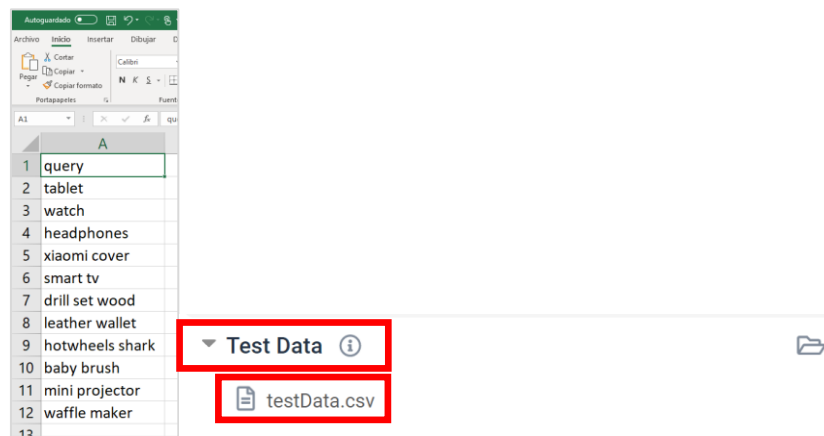 Autoguardado
Archivo Inicio Insertar Dibujar
Pegar
Cortar
Copiar
Copiar formato
Portapapeles
Calibri
N K S
A1 fx
A
1 query
2 tablet
3 watch
4 headphones
5 xiaomi cover
6 smart tv
7 drill set wood
8 leather wallet
9 hotwheels shark
10 baby brush
11 mini projector
12 waffle maker
13
Test Data
testData.csv